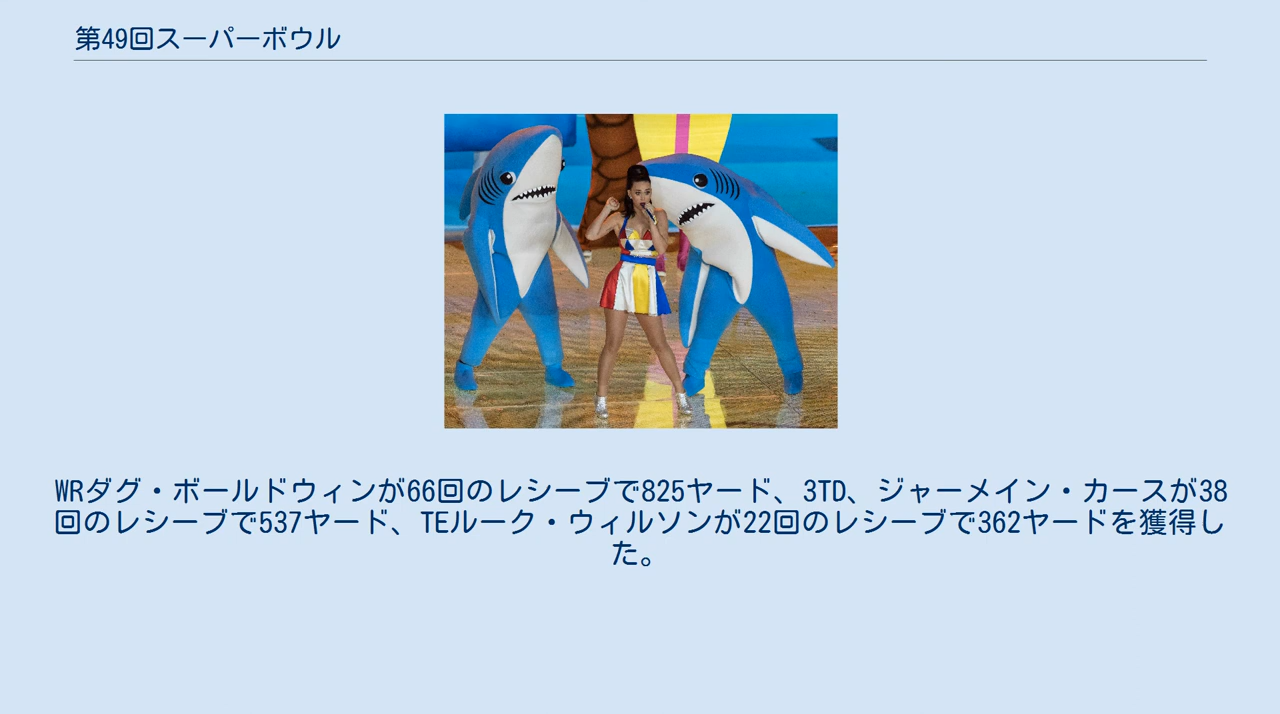 第49回スーパーボウル
WRダグ・ボールドウィンが66回のレシーブで825ヤード、3TD、ジャーメイン・カースが38
回のレシーブで537ヤード、TEルーク・ウィルソンが22回のレシーブで362ヤードを獲得し
た。